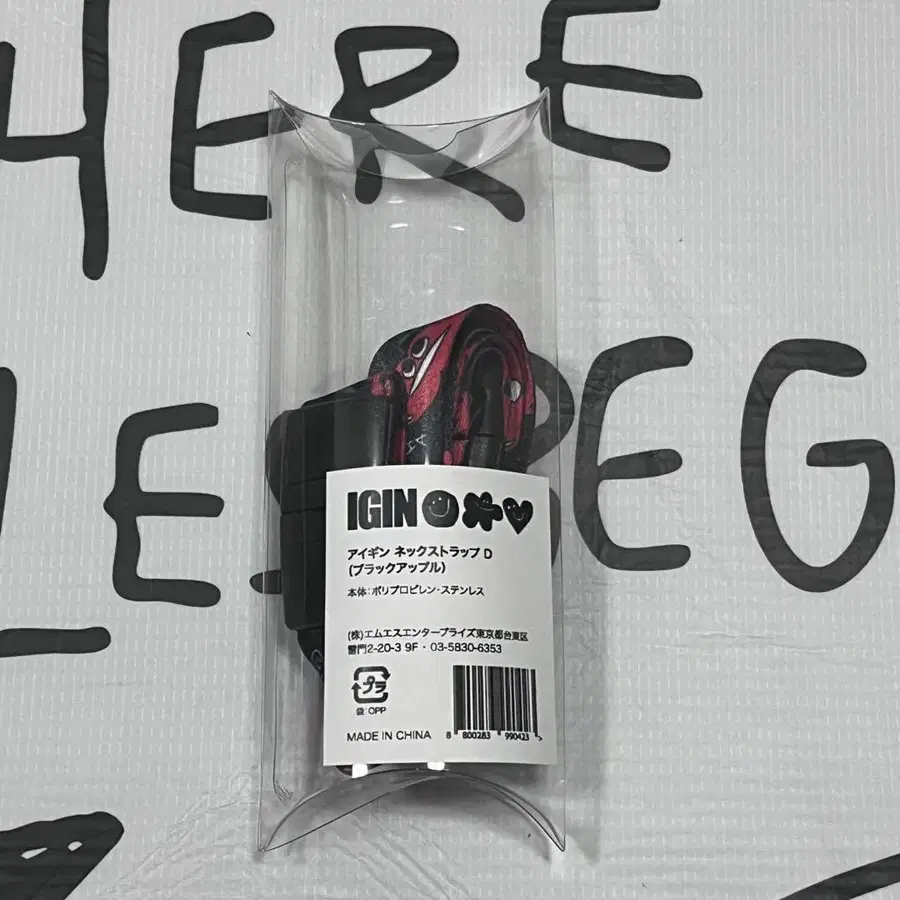 HERE
IGIN
アイギン ネックストラップ D
(ブラックアップル)
本体:ポリプロピレン・ステンレス
(株)エムエスエンタープライズ東京都台東区
雷門2-20-3 9F・03-5830-6353
プラ
袋:OPP
MADE IN CHINA
8 800283 990423 >